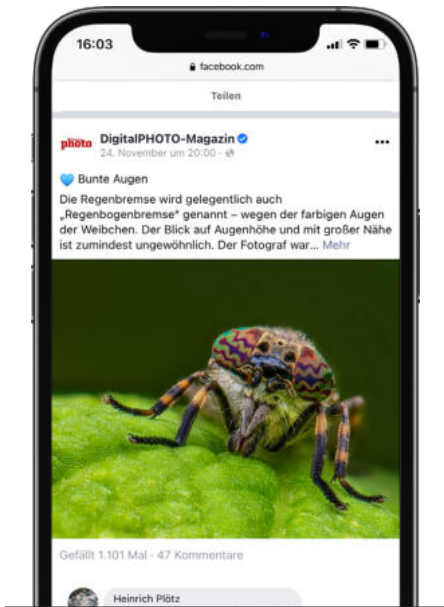 16:03
facebook.com
Teilen
photo
DigitalPHOTO-Magazin
24. November um 20:00 ·
💙 Bunte Augen
Die Regenbremse wird gelegentlich auch
„Regenbogenbremse" genannt – wegen der farbigen Augen
der Weibchen. Der Blick auf Augenhöhe und mit großer Nähe
ist zumindest ungewöhnlich. Der Fotograf war... Mehr
Gefällt 1.101 Mal · 47 Kommentare
Heinrich Plötz